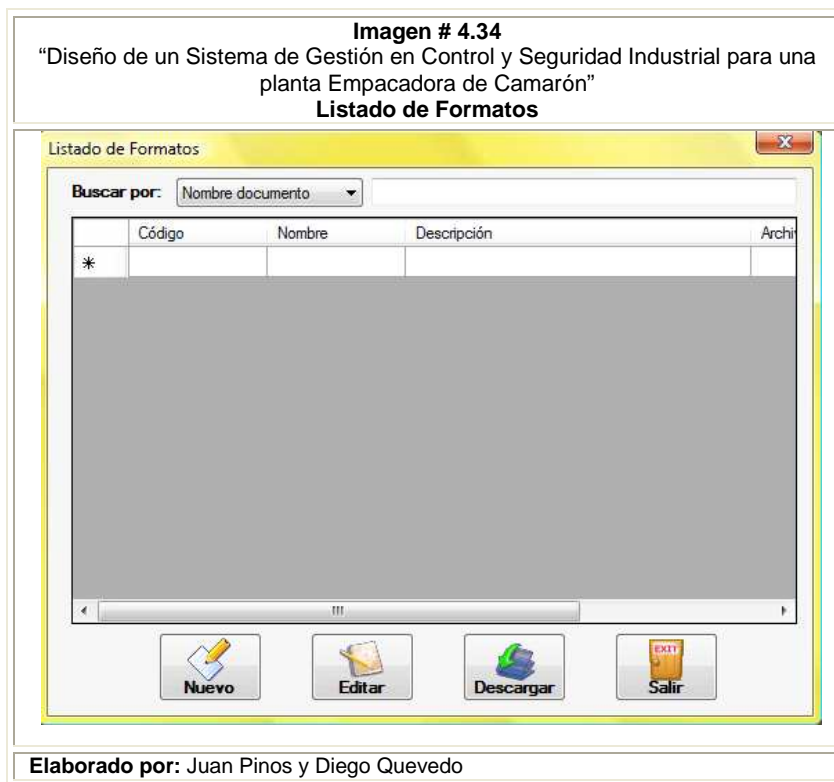 Imagen # 4.34
“Diseño de un Sistema de Gestión en Control y Seguridad Industrial para una
planta Empacadora de Camarón”
Listado de Formatos
Listado de Formatos
Buscar por: Nombre documento
Código Nombre Descripción Archi
Nuevo Editar Descargar EXIT Salir
Elaborado por: Juan Pinos y Diego Quevedo